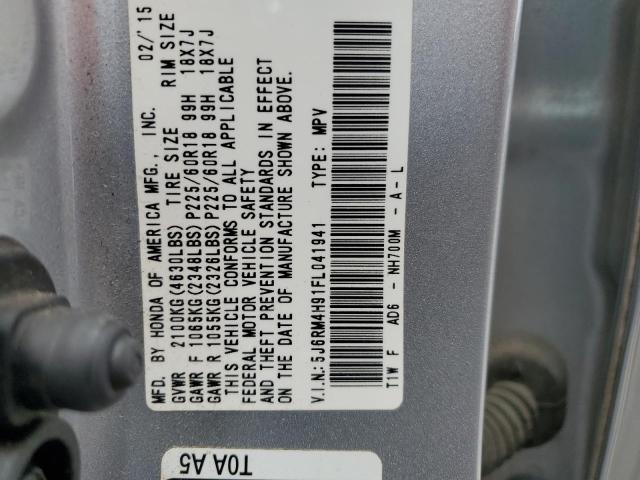 MFD. BY HONDA OF AMERICA MFG., INC. 02/'15
GVWR 2100KG(4630LBS) TIRE SIZE RIM SIZE
GAWR F 1065KG(2348LBS) P225/60R18 99H 18X7J
GAWR R 1055KG(2326LBS) P225/60R18 99H 18X7J
THIS VEHICLE CONFORMS TO ALL APPLICABLE
FEDERAL MOTOR VEHICLE SAFETY
AND THEFT PREVENTION STANDARDS IN EFFECT
ON THE DATE OF MANUFACTURE SHOWN ABOVE.
V.I.N.:5J6RM4H91FL041941 TYPE: MPV
T1W F AD6 - NH700M - A - L
T0A A5